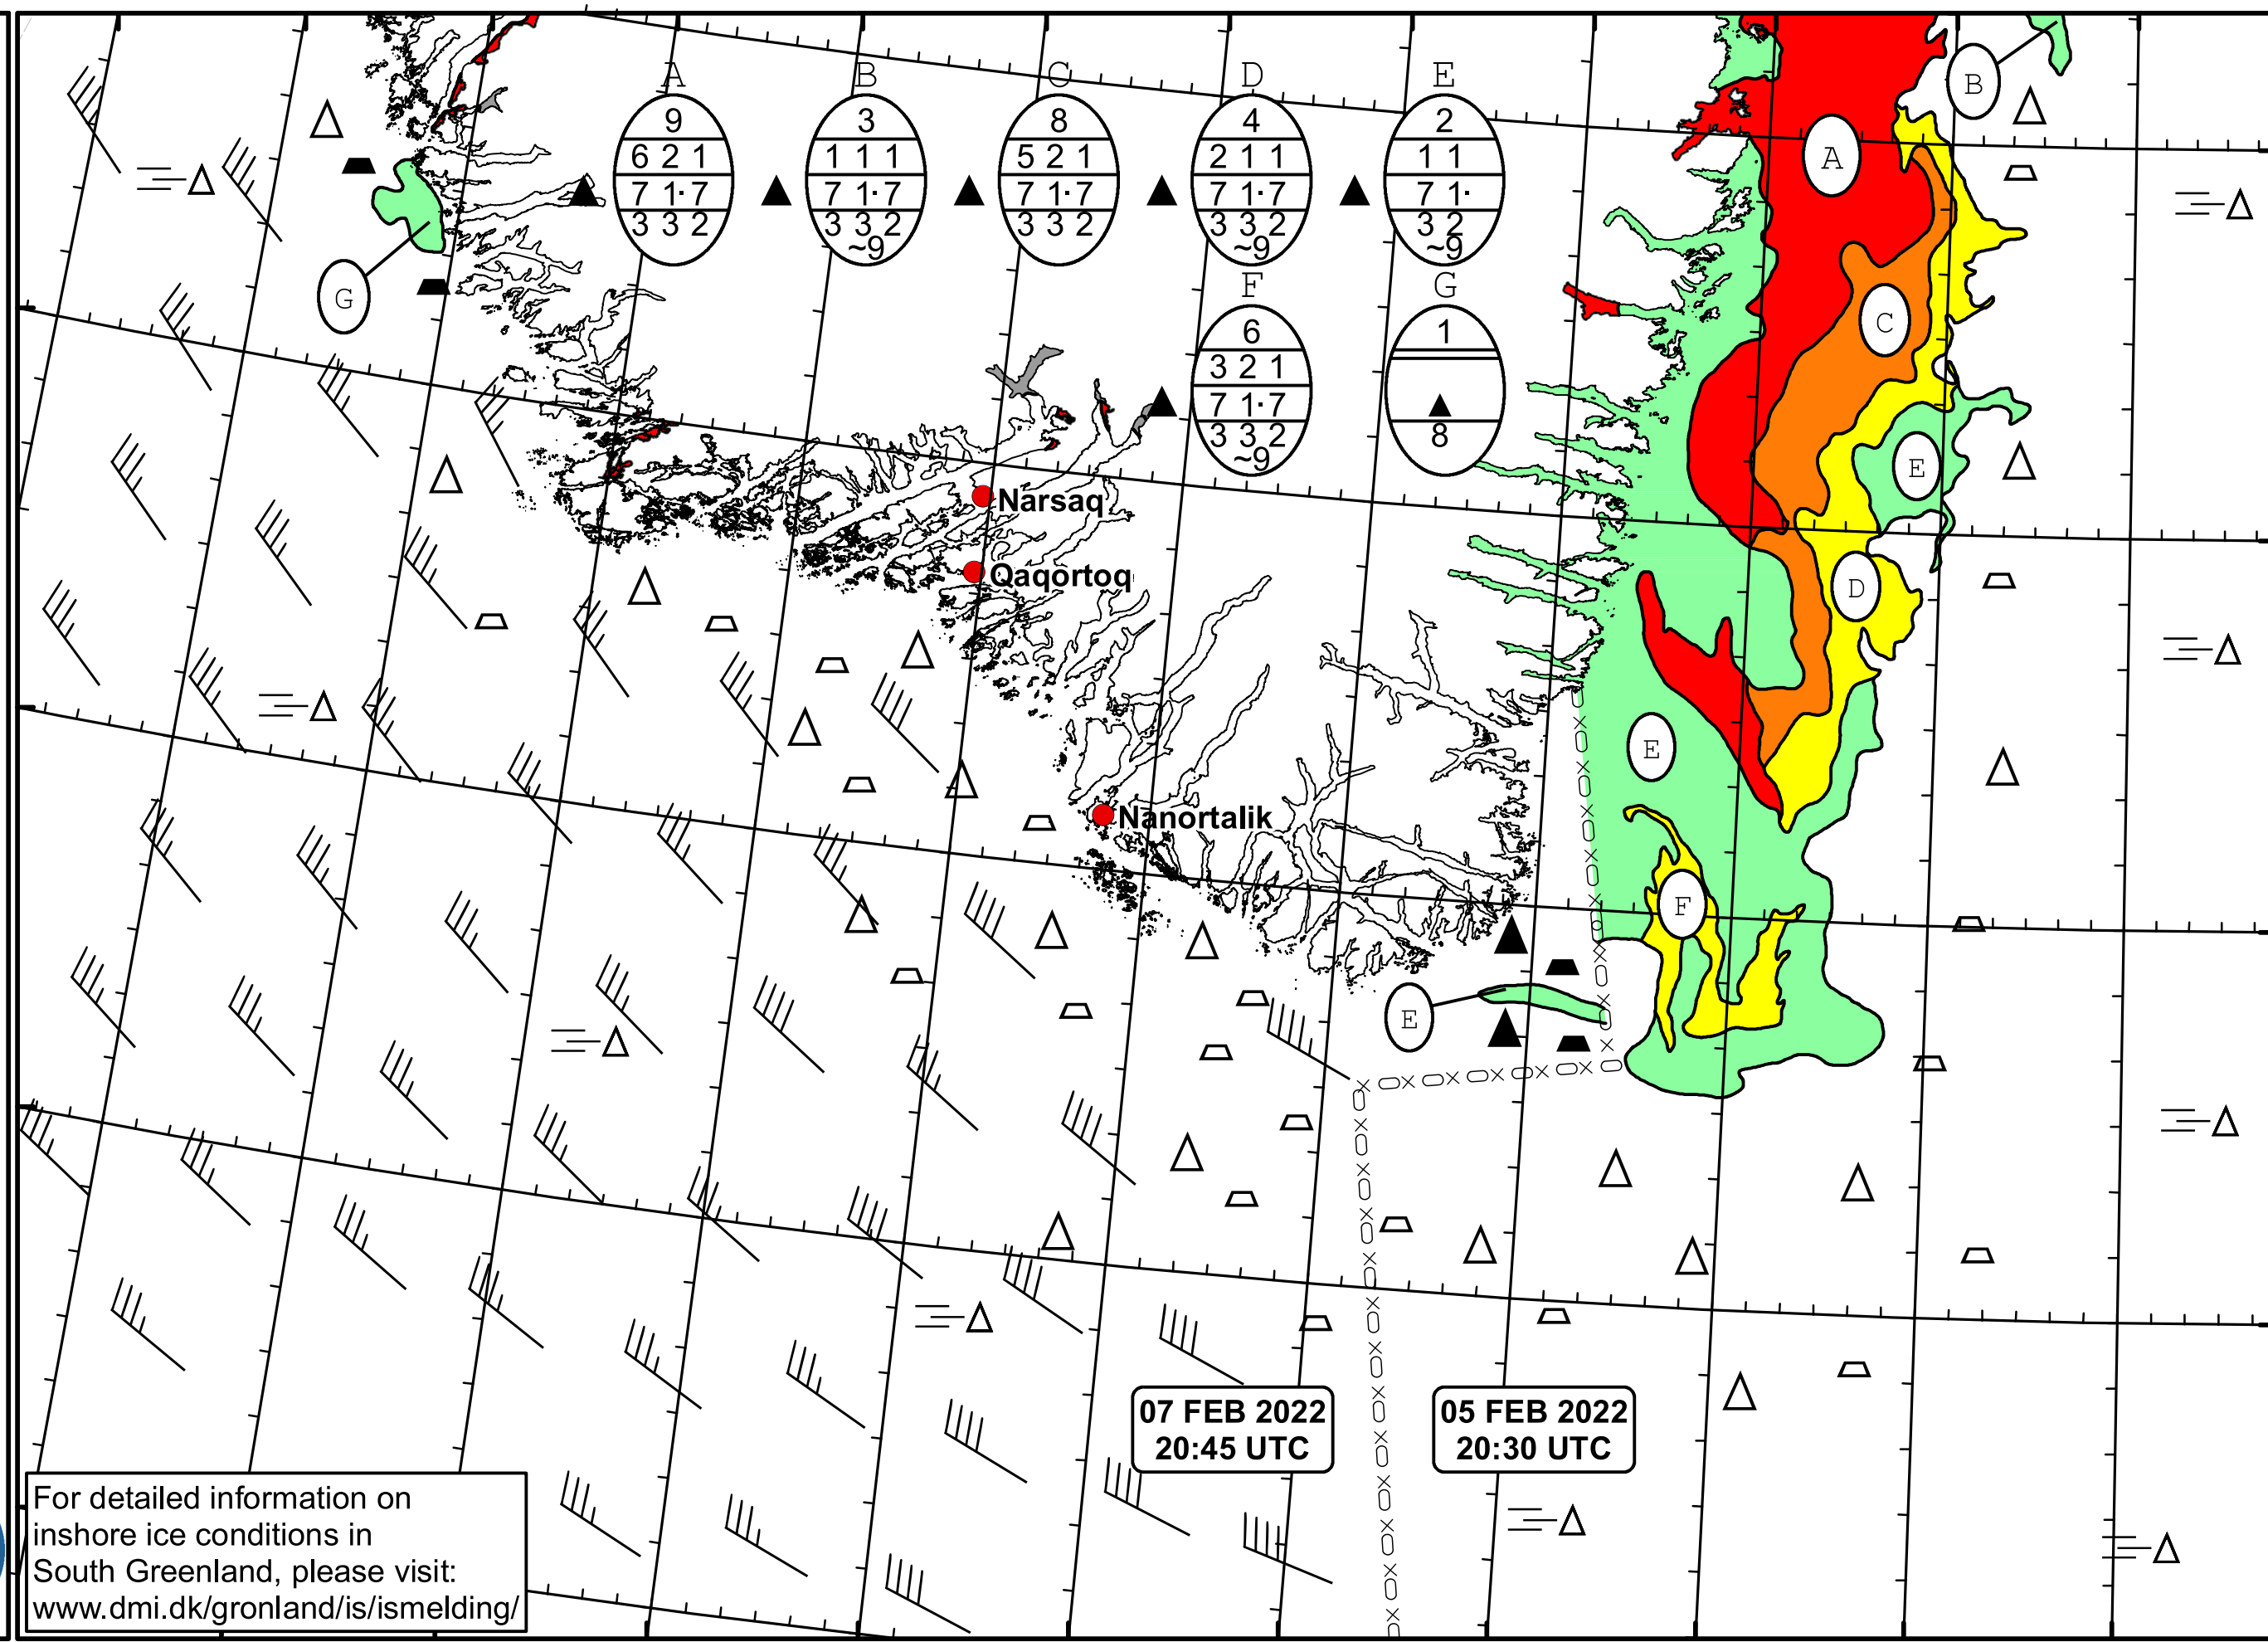 A B C D E
9 3 8 4 2
6 2 1 1 1 1 5 2 1 2 1 1 1 1
7 1·7 7 1·7 7 1·7 7 1·7 7 1·
3 3 2 3 3 2 3 3 2 3 3 2 3 2
~9 ~9 ~9
F G
6 1
3 2 1
7 1·7
3 3 2 8
~9
B
A
G
C
E
D
Narsaq
Qaqortoq
E
Nanortalik
F
E
07 FEB 2022
20:45 UTC
05 FEB 2022
20:30 UTC
For detailed information on
inshore ice conditions in
South Greenland, please visit:
www.dmi.dk/gronland/is/ismelding/